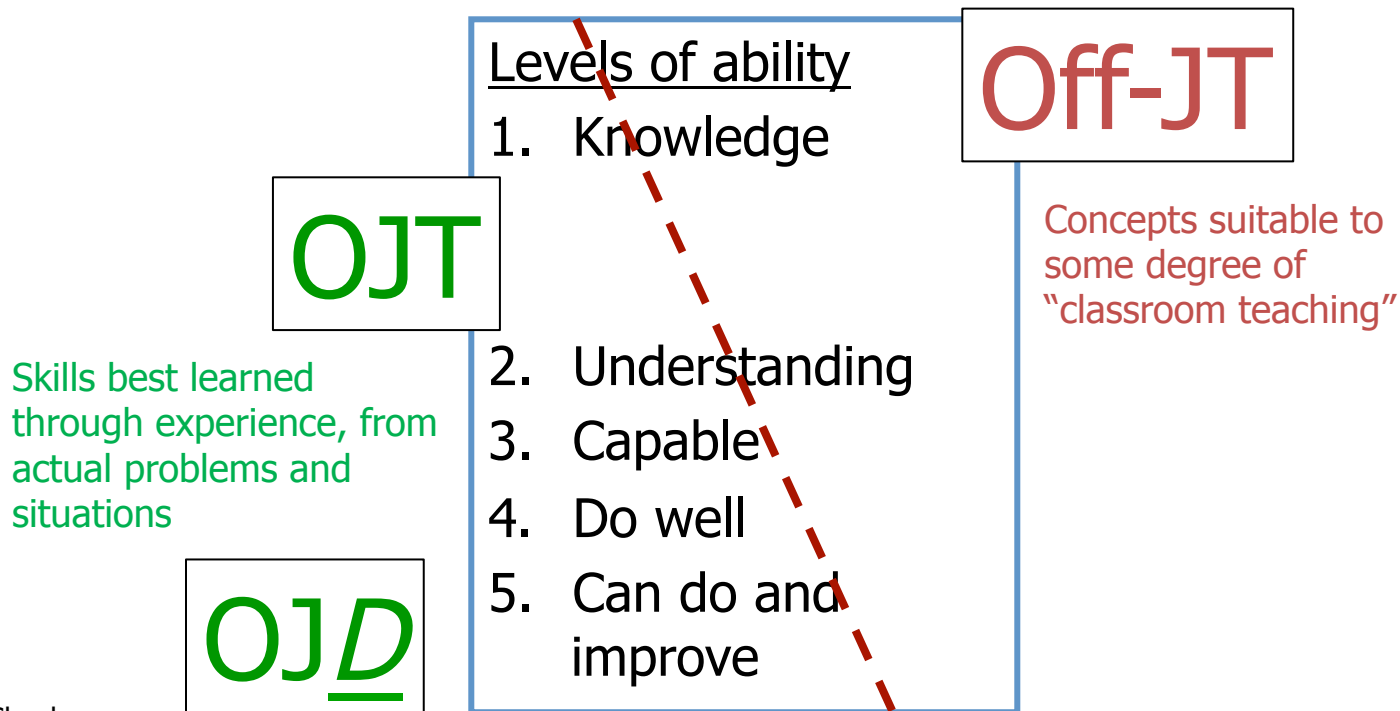 Levels of ability
Off-JT
1. Knowledge
OJT
Concepts suitable to
some degree of
“classroom teaching”
2. Understanding
Skills best learned
through experience, from
actual problems and
situations
3. Capable
4. Do well
5. Can do and
improve
OJD